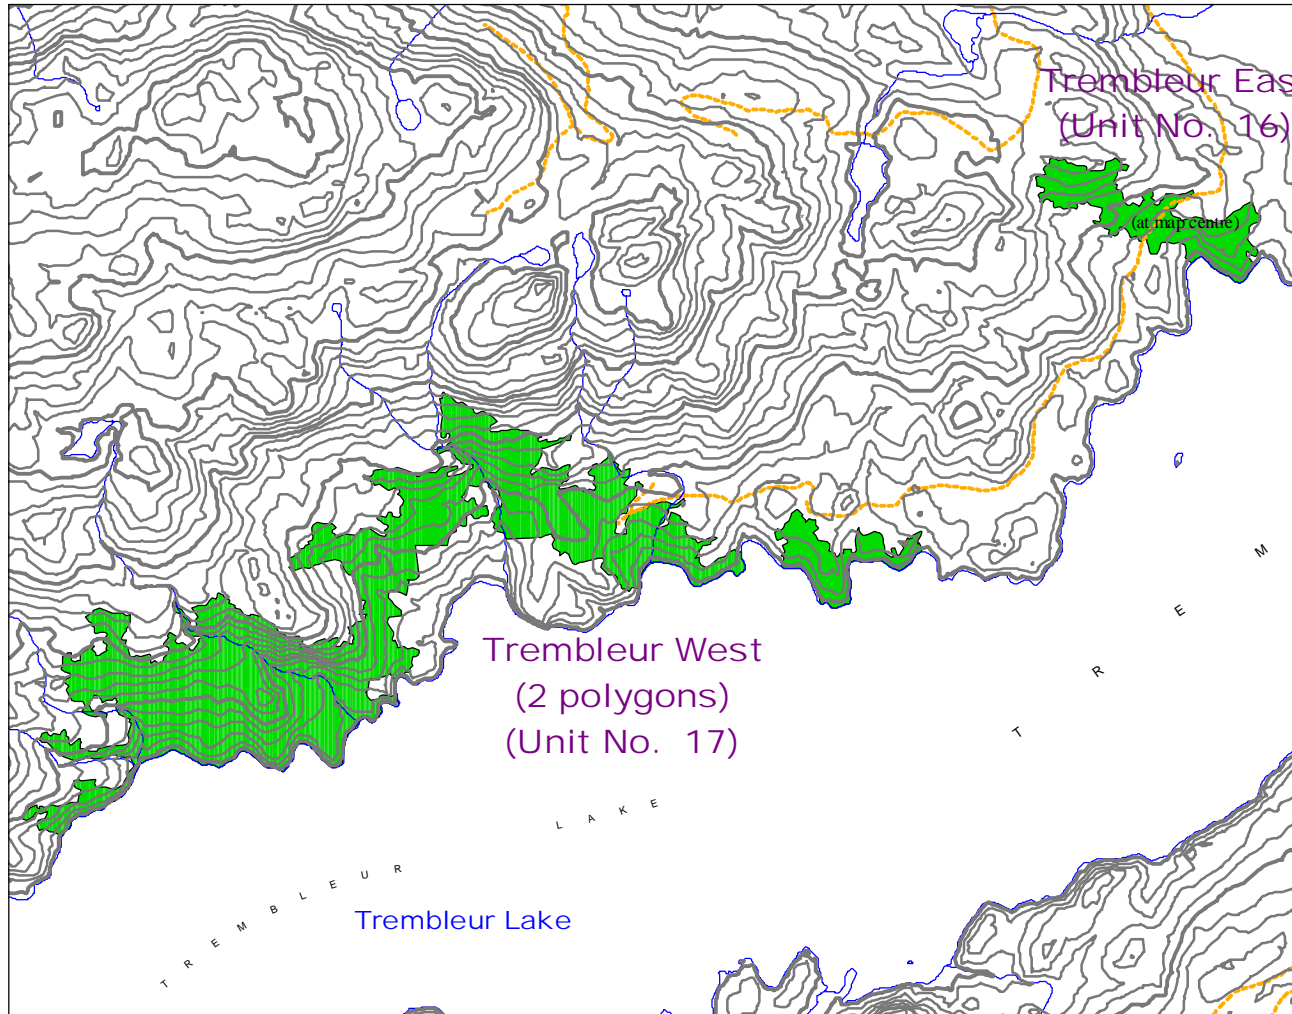 Trembleur Eas
(Unit No. 16)
(at map centre)
T R E M
Trembleur West
(2 polygons)
(Unit No. 17)
T R E M B L E U R L A K E
Trembleur Lake